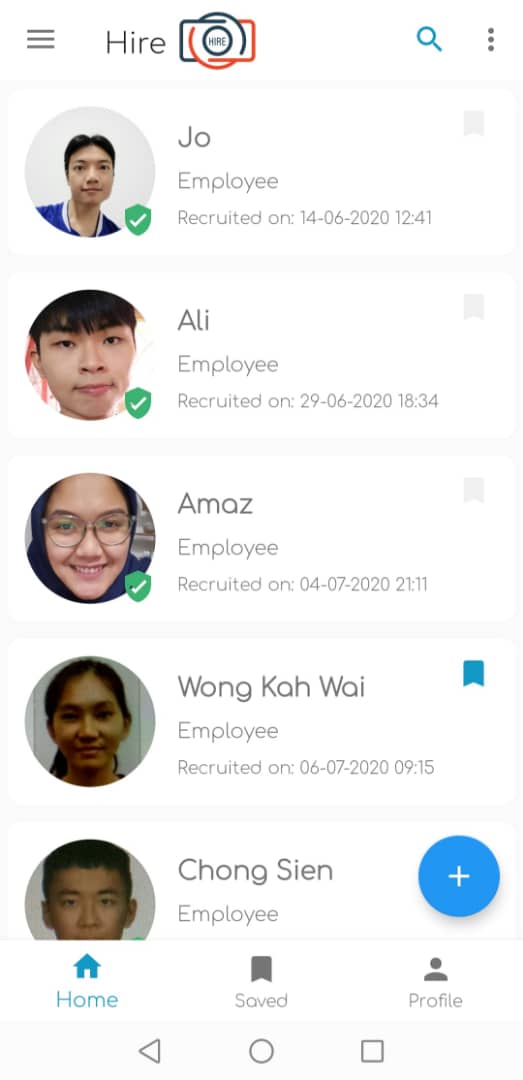 Hire
HIRE
Jo
Employee
Recruited on: 14-06-2020 12:41
Ali
Employee
Recruited on: 29-06-2020 18:34
Amaz
Employee
Recruited on: 04-07-2020 21:11
Wong Kah Wai
Employee
Recruited on: 06-07-2020 09:15
Chong Sien
Employee
Home
Saved
Profile